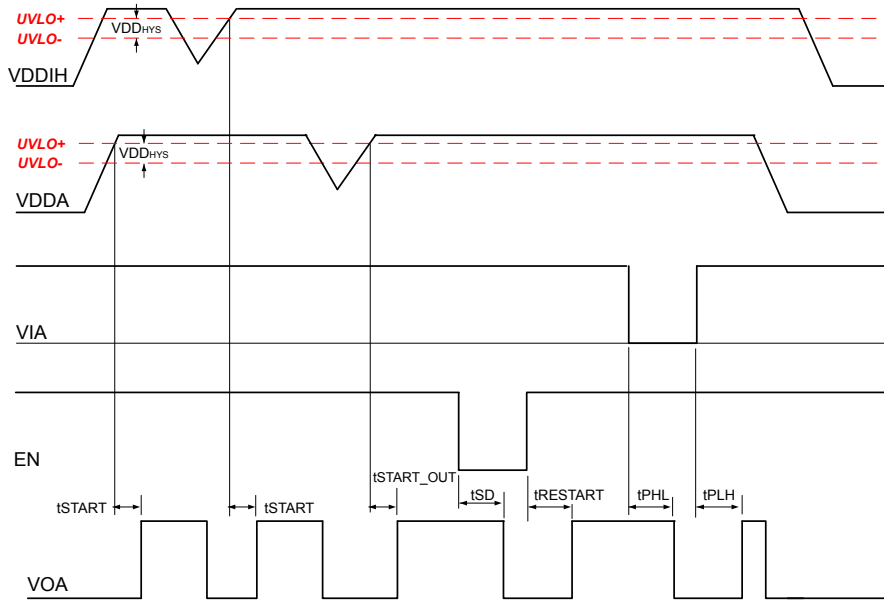 UVLO+
VDDHYS
UVLO-
VDDIH
UVLO+
VDDHYS
UVLO-
VDDA
VIA
EN
tSTART_OUT
tSTART
tSTART
tSD
tRESTART
tPHL
tPLH
VOA